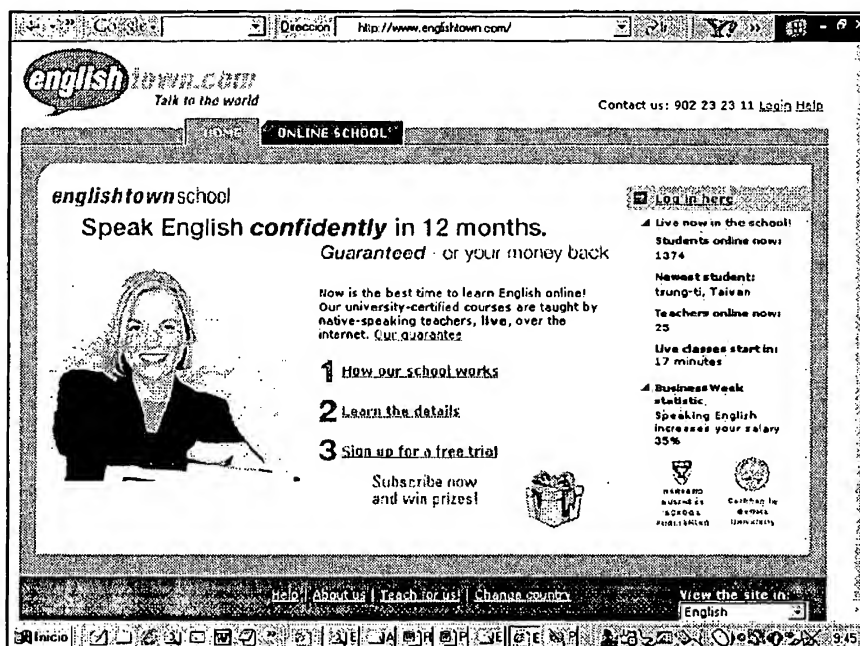 Google
Dirección
http://www.englishtown.com/
englishtown.com
Talk to the world
Contact us: 902 23 23 11 Login Help
HOME
ONLINE SCHOOL
englishtown school
Speak English confidently in 12 months.
Guaranteed - or your money back
Now is the best time to learn English online!
Our university-certified courses are taught by
native-speaking teachers, live, over the
internet. Our guarantee
1 How our school works
2 Learn the details
3 Sign up for a free trial
Subscribe now
and win prizes!
Log in here
Live now in the school!
Students online now:
1374
Newest student:
tsung-ti, Taiwan
Teachers online now:
25
Live classes start in:
17 minutes
BusinessWeek
statistic
Speaking English
increases your salary
35%
HARVARD
BUSINESS
SCHOOL
PUBLISHING
University
Help | About us | Teach for us! | Change country
View the site in:
English
Inicio
9:45